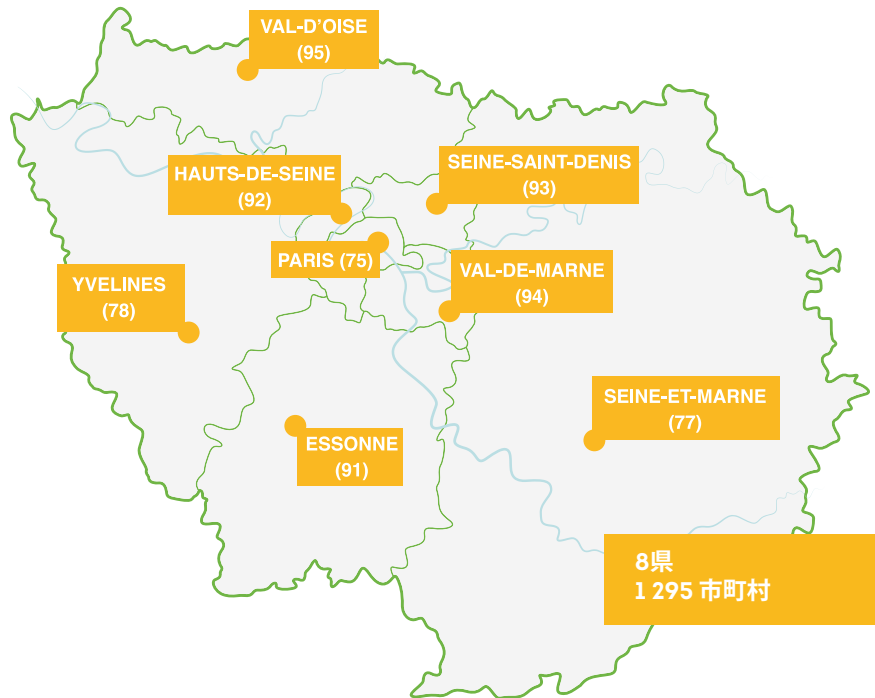 VAL-D'OISE
(95)
HAUTS-DE-SEINE
(92)
SEINE-SAINT-DENIS
(93)
PARIS (75)
VAL-DE-MARNE
(94)
YVELINES
(78)
SEINE-ET-MARNE
(77)
ESSONNE
(91)
8県
1 295 市町村